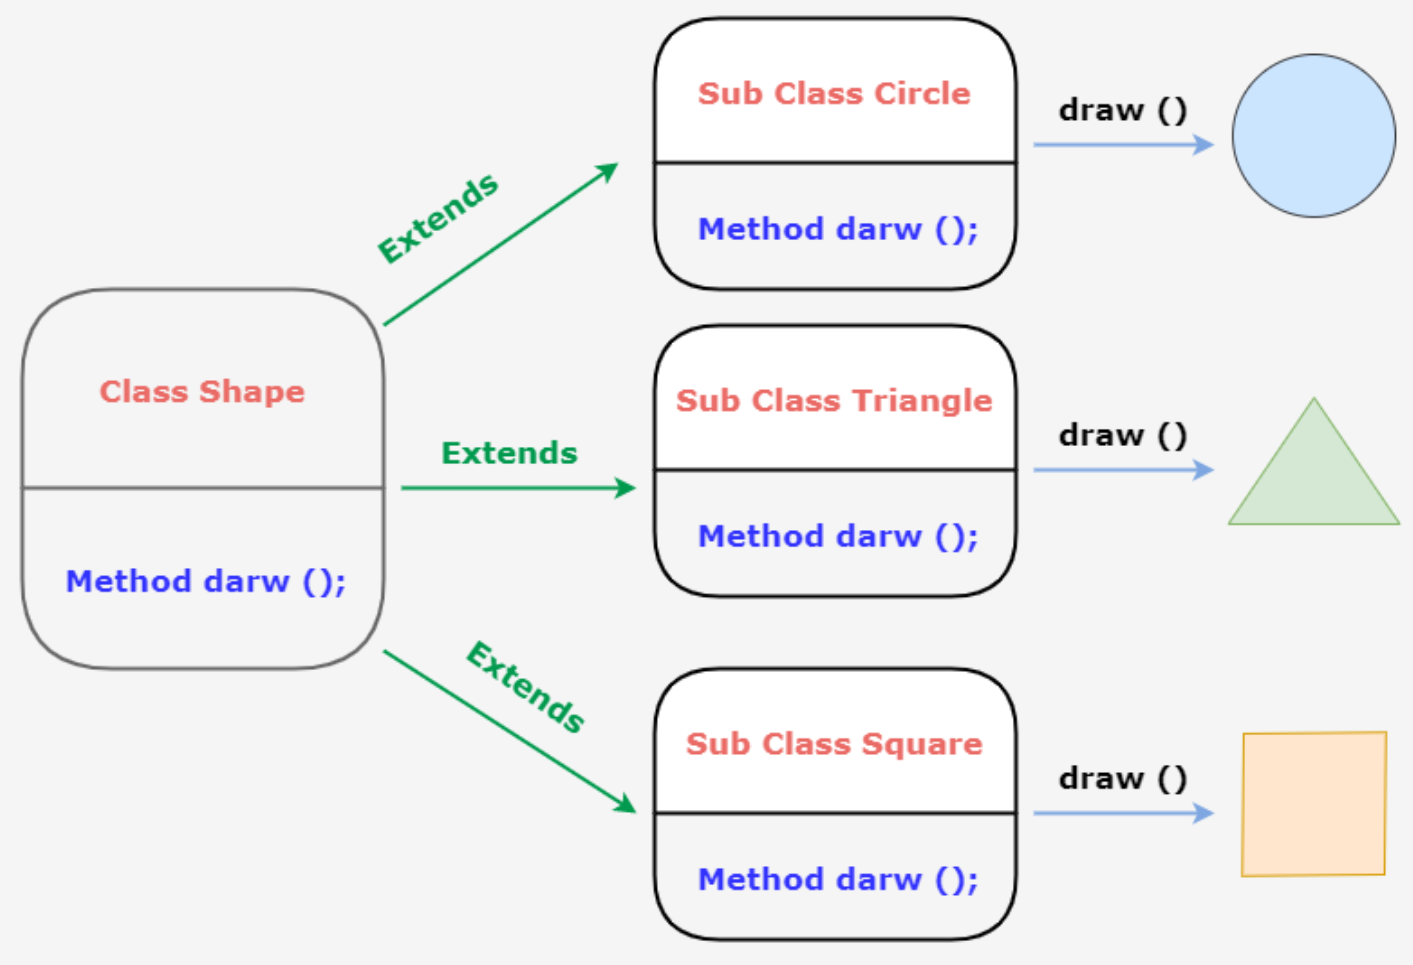 Sub Class Circle
Method darw ();
draw ()
Extends
Class Shape
Method darw ();
Extends
Sub Class Triangle
Method darw ();
draw ()
Extends
Sub Class Square
Method darw ();
draw ()